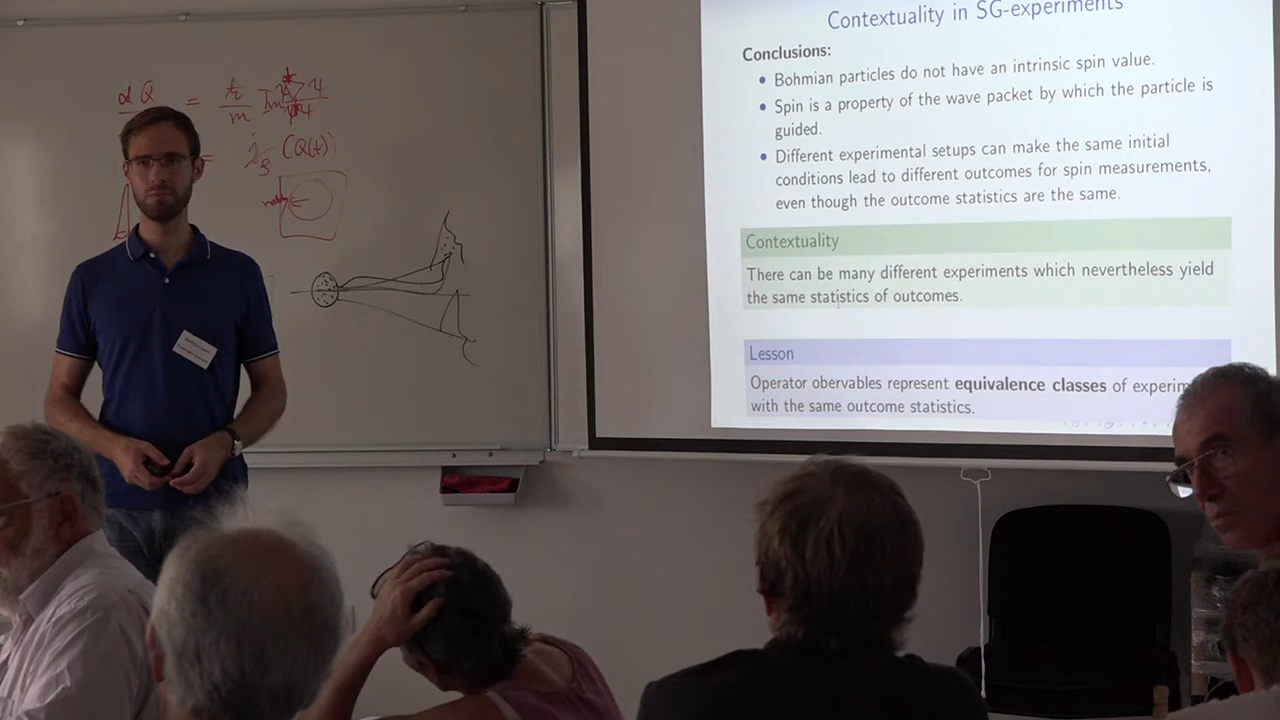 dQ = ħ/m Im ψ*∇ψ/ψ*ψ
= j/ρ (Q(t))
Contextuality in SG-experiments
Conclusions:
• Bohmian particles do not have an intrinsic spin value.
• Spin is a property of the wave packet by which the particle is
guided.
• Different experimental setups can make the same initial
conditions lead to different outcomes for spin measurements,
even though the outcome statistics are the same.
Contextuality
There can be many different experiments which nevertheless yield
the same statistics of outcomes.
Lesson
Operator obervables represent equivalence classes of experim
with the same outcome statistics.